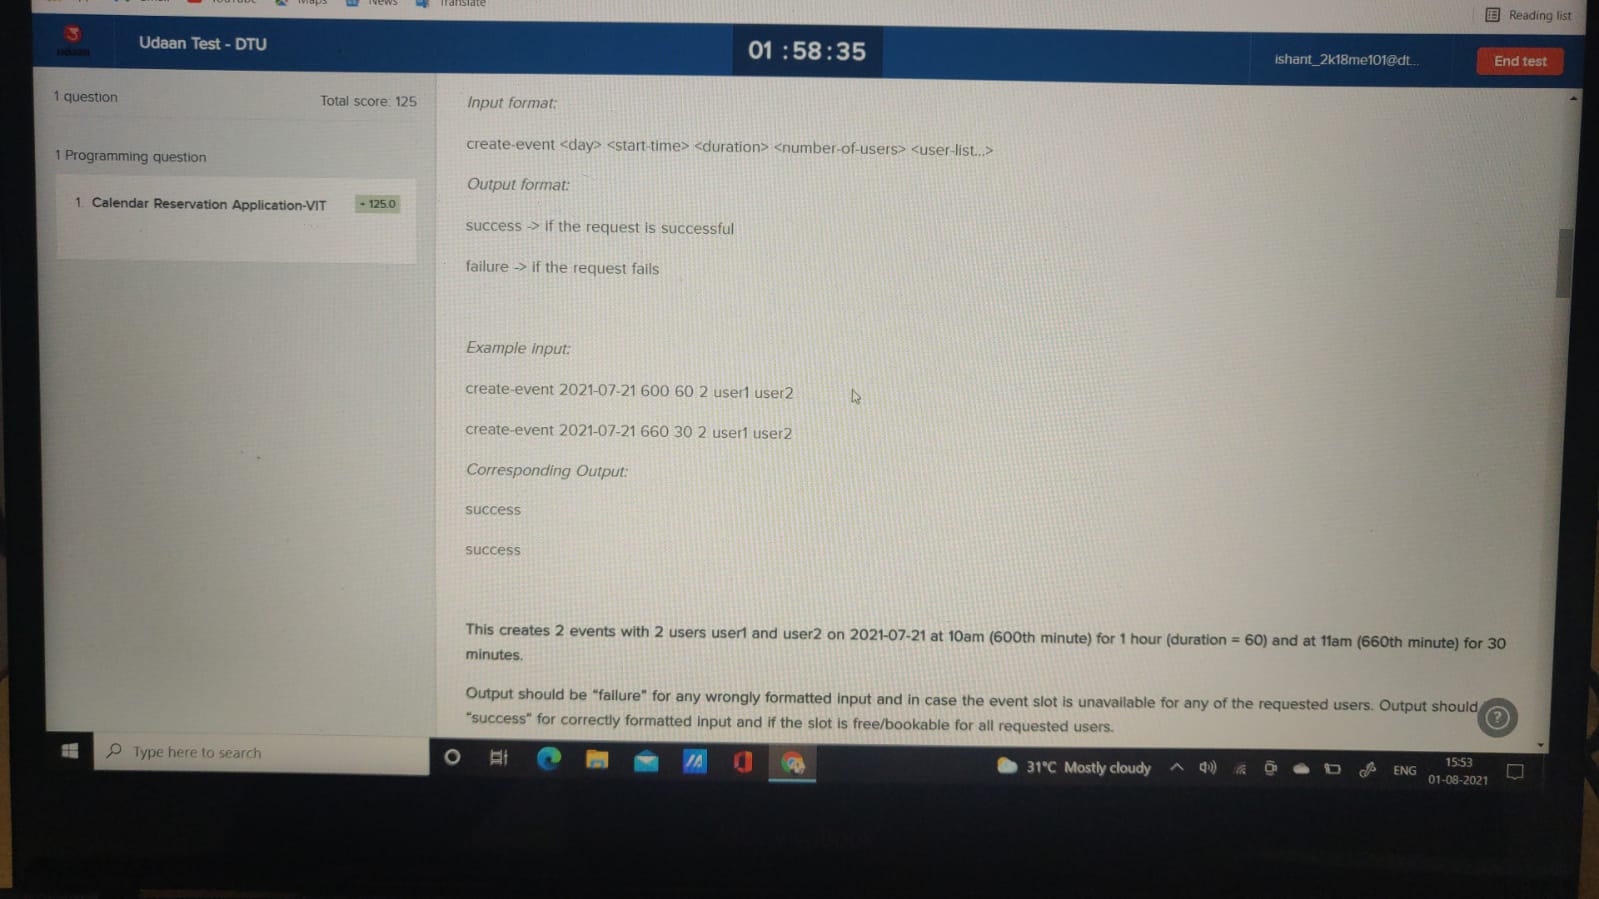 Maps
News
Translate
Reading list
udaan
Udaan Test - DTU
01 :58:35
ishant_2k18me101@dt...
End test
1 question
Total score: 125
1 Programming question
1. Calendar Reservation Application-VIT
+ 125.0
Input format:
create-event <day> <start-time> <duration> <number-of-users> <user-list...>
Output format:
success -> if the request is successful
failure -> if the request fails
Example input:
create-event 2021-07-21 600 60 2 user1 user2
create-event 2021-07-21 660 30 2 user1 user2
Corresponding Output:
success
success
This creates 2 events with 2 users user1 and user2 on 2021-07-21 at 10am (600th minute) for 1 hour (duration = 60) and at 11am (660th minute) for 30
minutes.
Output should be "failure" for any wrongly formatted input and in case the event slot is unavailable for any of the requested users. Output should
"success" for correctly formatted input and if the slot is free/bookable for all requested users.
?
Type here to search
31°C Mostly cloudy
ENG
15:53
01-08-2021